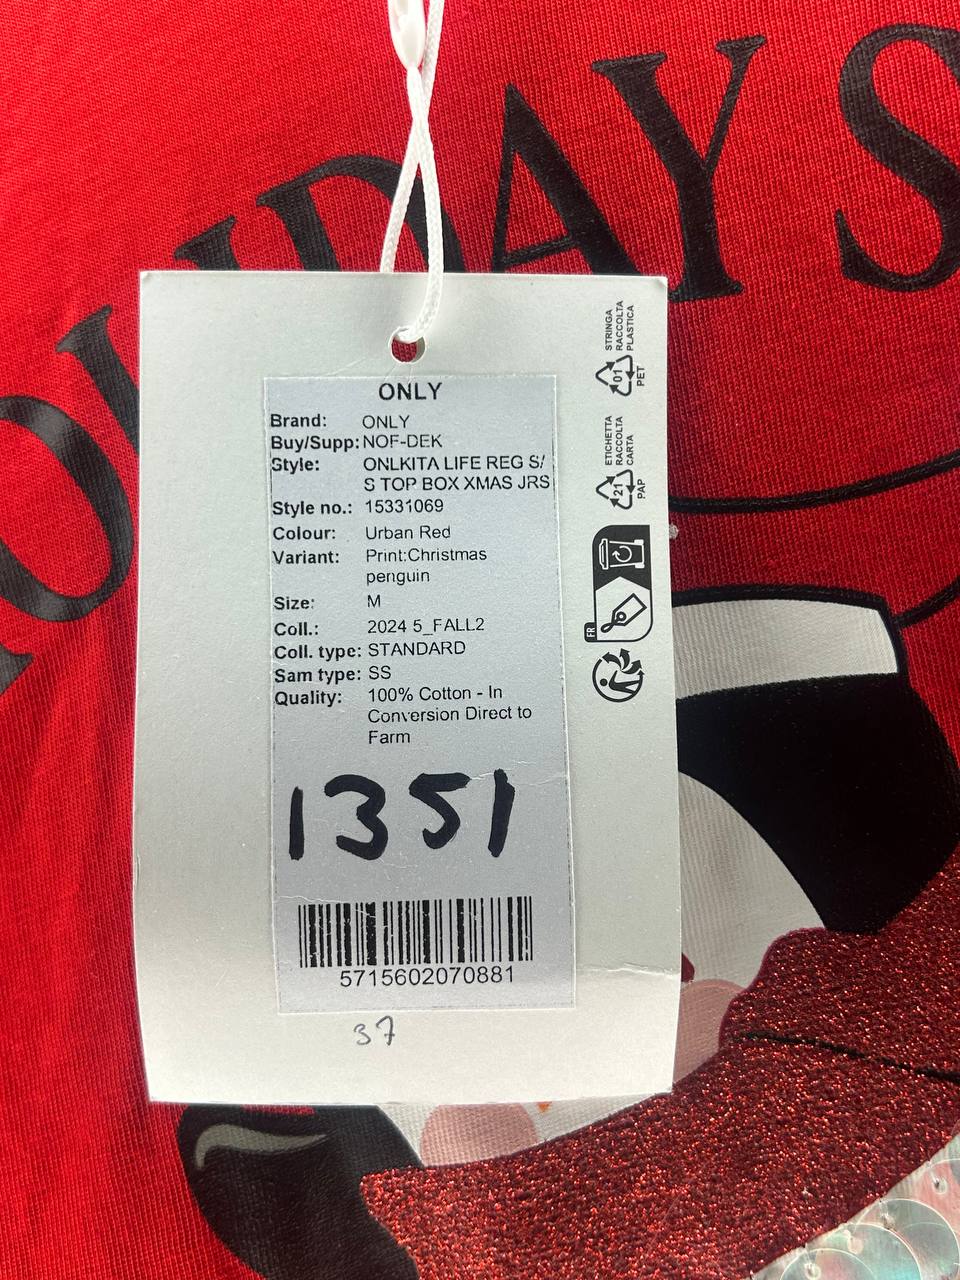 OLIDAY S
ONLY
Brand: ONLY
Buy/Supp: NOF-DEK
Style: ONLKITA LIFE REG S/
S TOP BOX XMAS JRS
Style no.: 15331069
Colour: Urban Red
Variant: Print:Christmas
penguin
Size: M
Coll.: 2024 5_FALL2
Coll. type: STANDARD
Sam type: SS
Quality: 100% Cotton - In
Conversion Direct to
Farm
1351
5715602070881
37
STRINGA
RACCOLTA
PLASTICA
01
PET
ETICHETTA
RACCOLTA
CARTA
21
PAP
FR